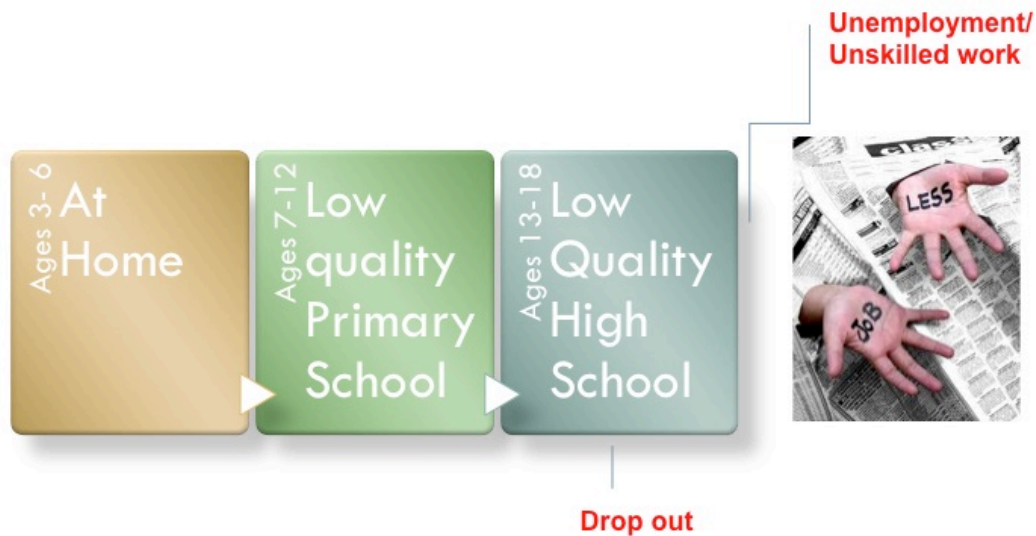 Unemployment/
Unskilled work
Ages 3- 6
At
Home
Ages 7-12
Low
quality
Primary
School
Ages 13-18
Low
Quality
High
School
class
LESS
JOB
Drop out